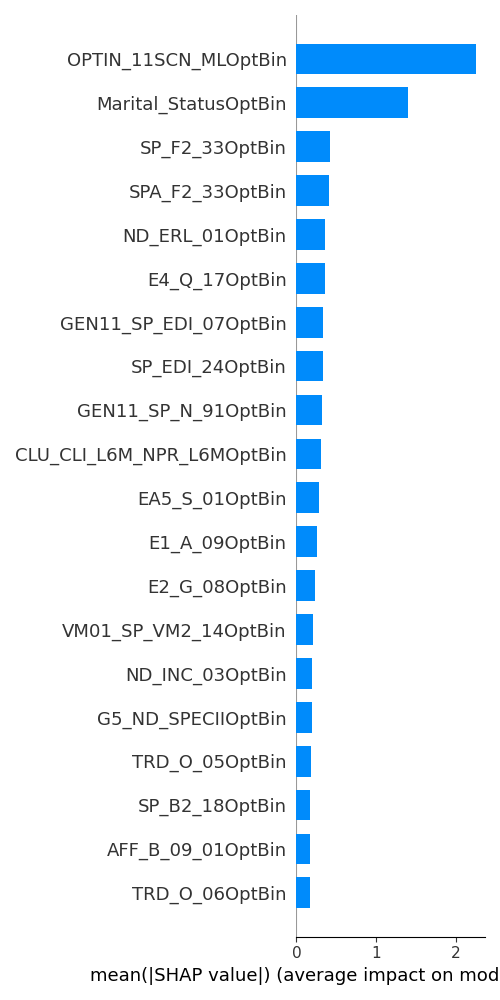 OPTIN_11SCN_MLOptBin
Marital_StatusOptBin
SP_F2_33OptBin
SPA_F2_33OptBin
ND_ERL_01OptBin
E4_Q_17OptBin
GEN11_SP_EDI_07OptBin
SP_EDI_24OptBin
GEN11_SP_N_91OptBin
CLU_CLI_L6M_NPR_L6MOptBin
EA5_S_01OptBin
E1_A_09OptBin
E2_G_08OptBin
VM01_SP_VM2_14OptBin
ND_INC_03OptBin
G5_ND_SPECIIOptBin
TRD_O_05OptBin
SP_B2_18OptBin
AFF_B_09_01OptBin
TRD_O_06OptBin
0 1 2
mean(|SHAP value|) (average impact on mod